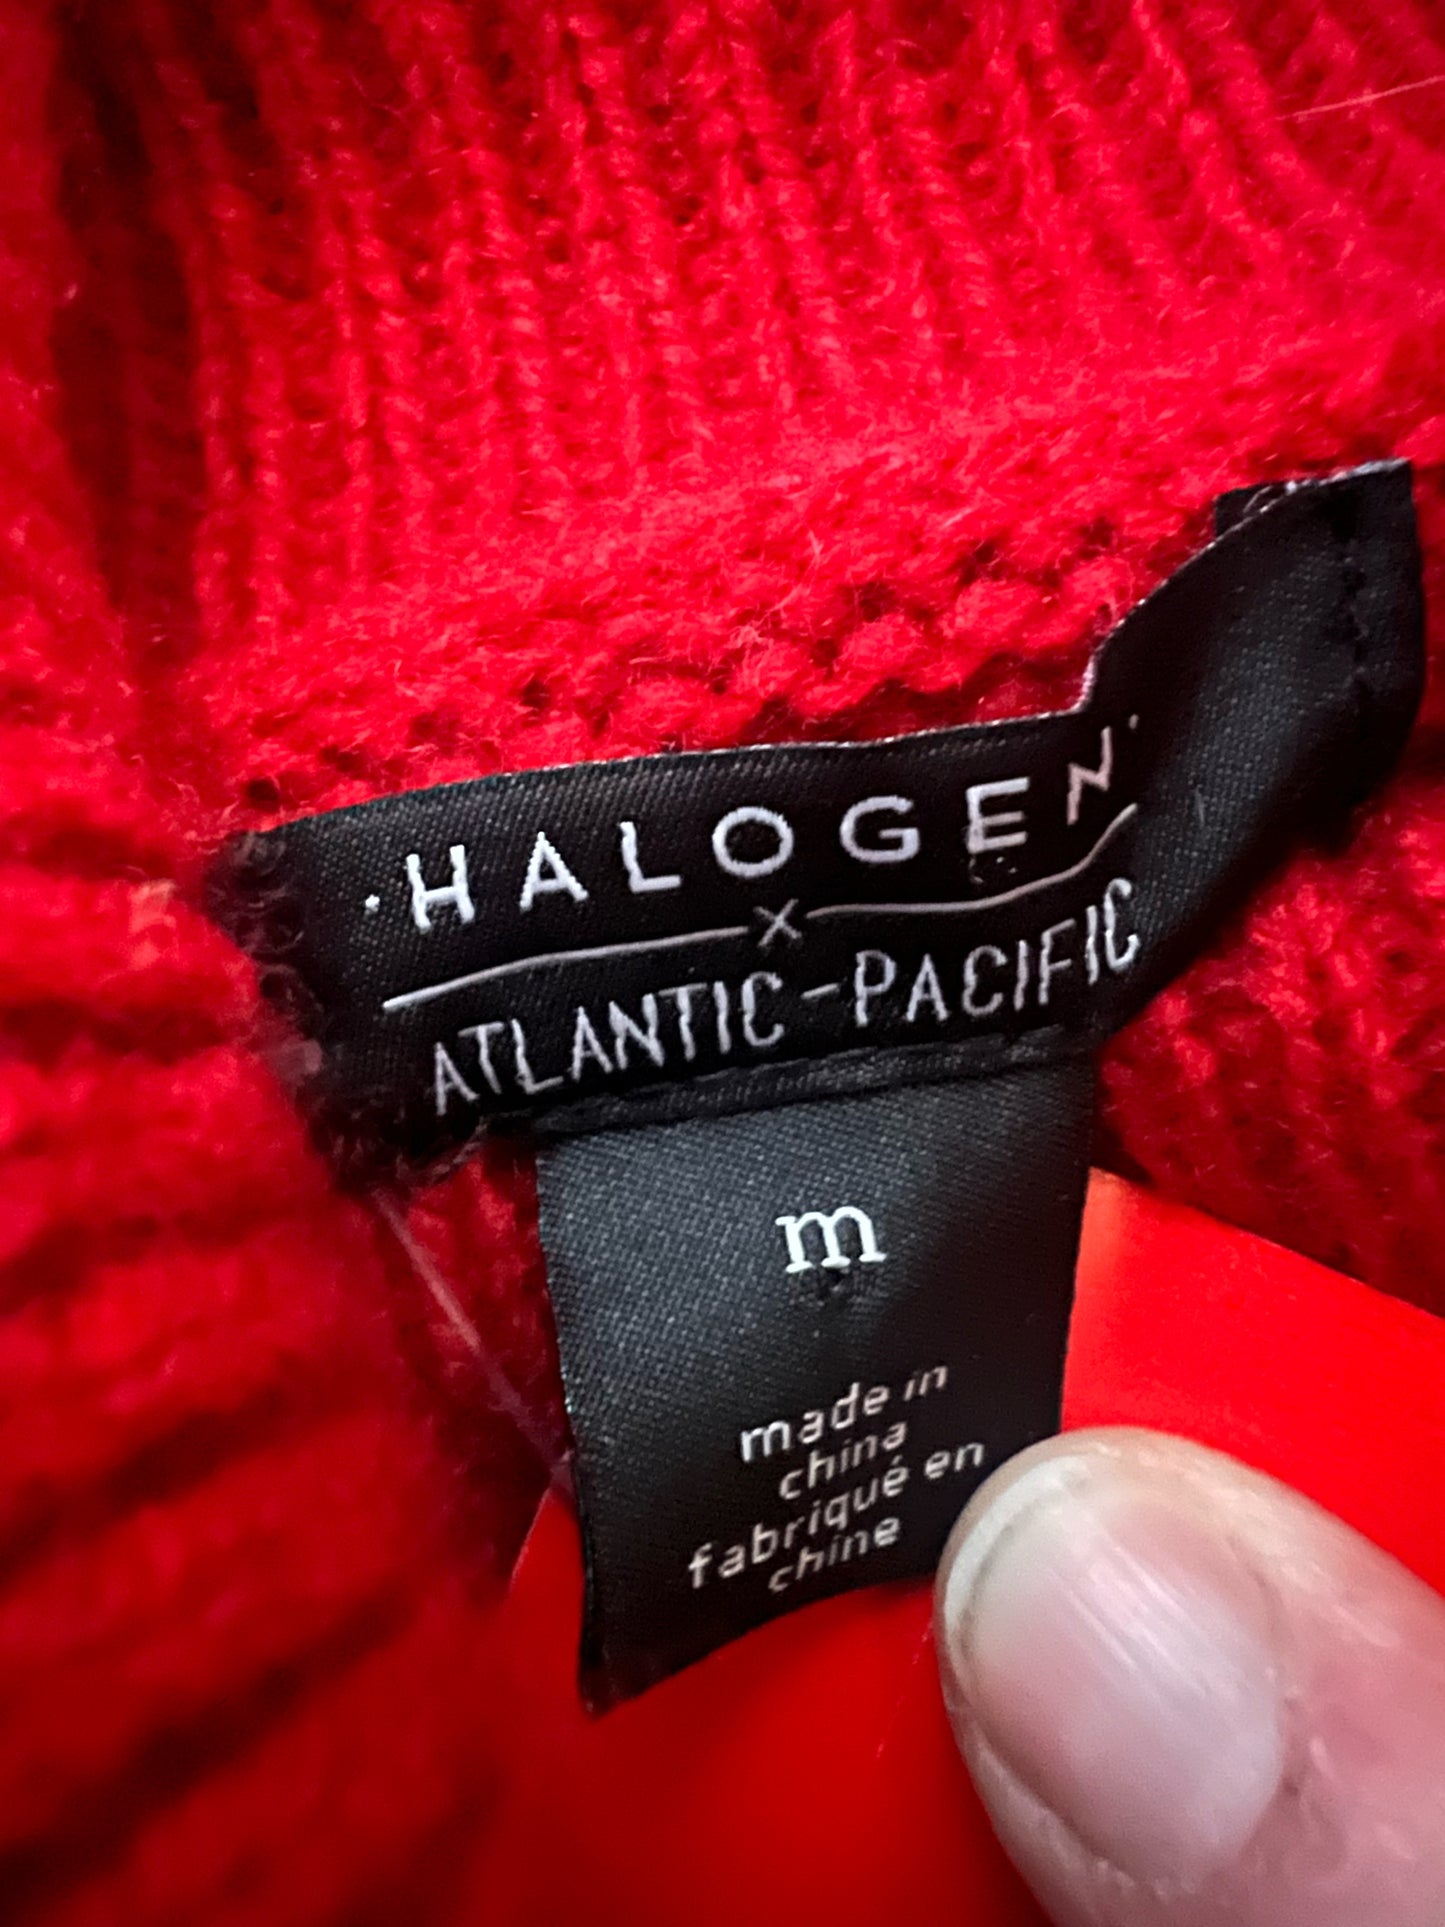 ·HALOGEN·
×
ATLANTIC-PACIFIC
m
made in
china
fabriqué en
chine